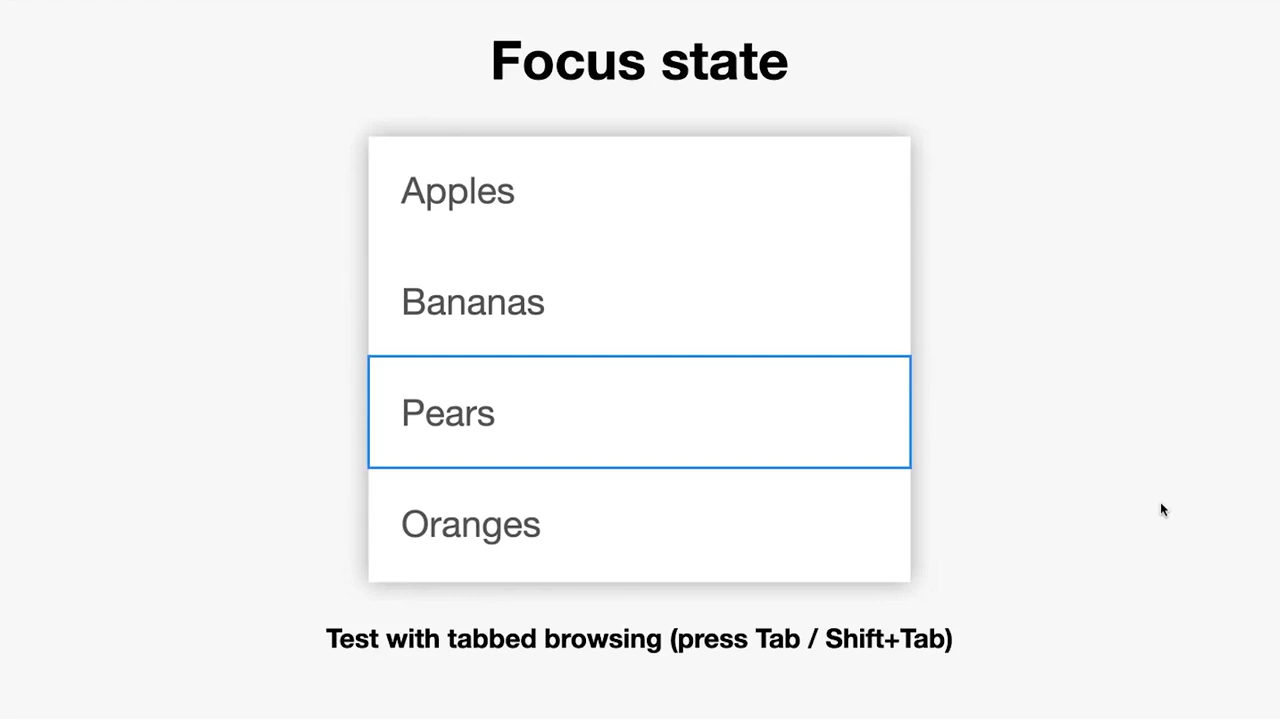 Focus state
Apples
Bananas
Pears
Oranges
Test with tabbed browsing (press Tab / Shift+Tab)